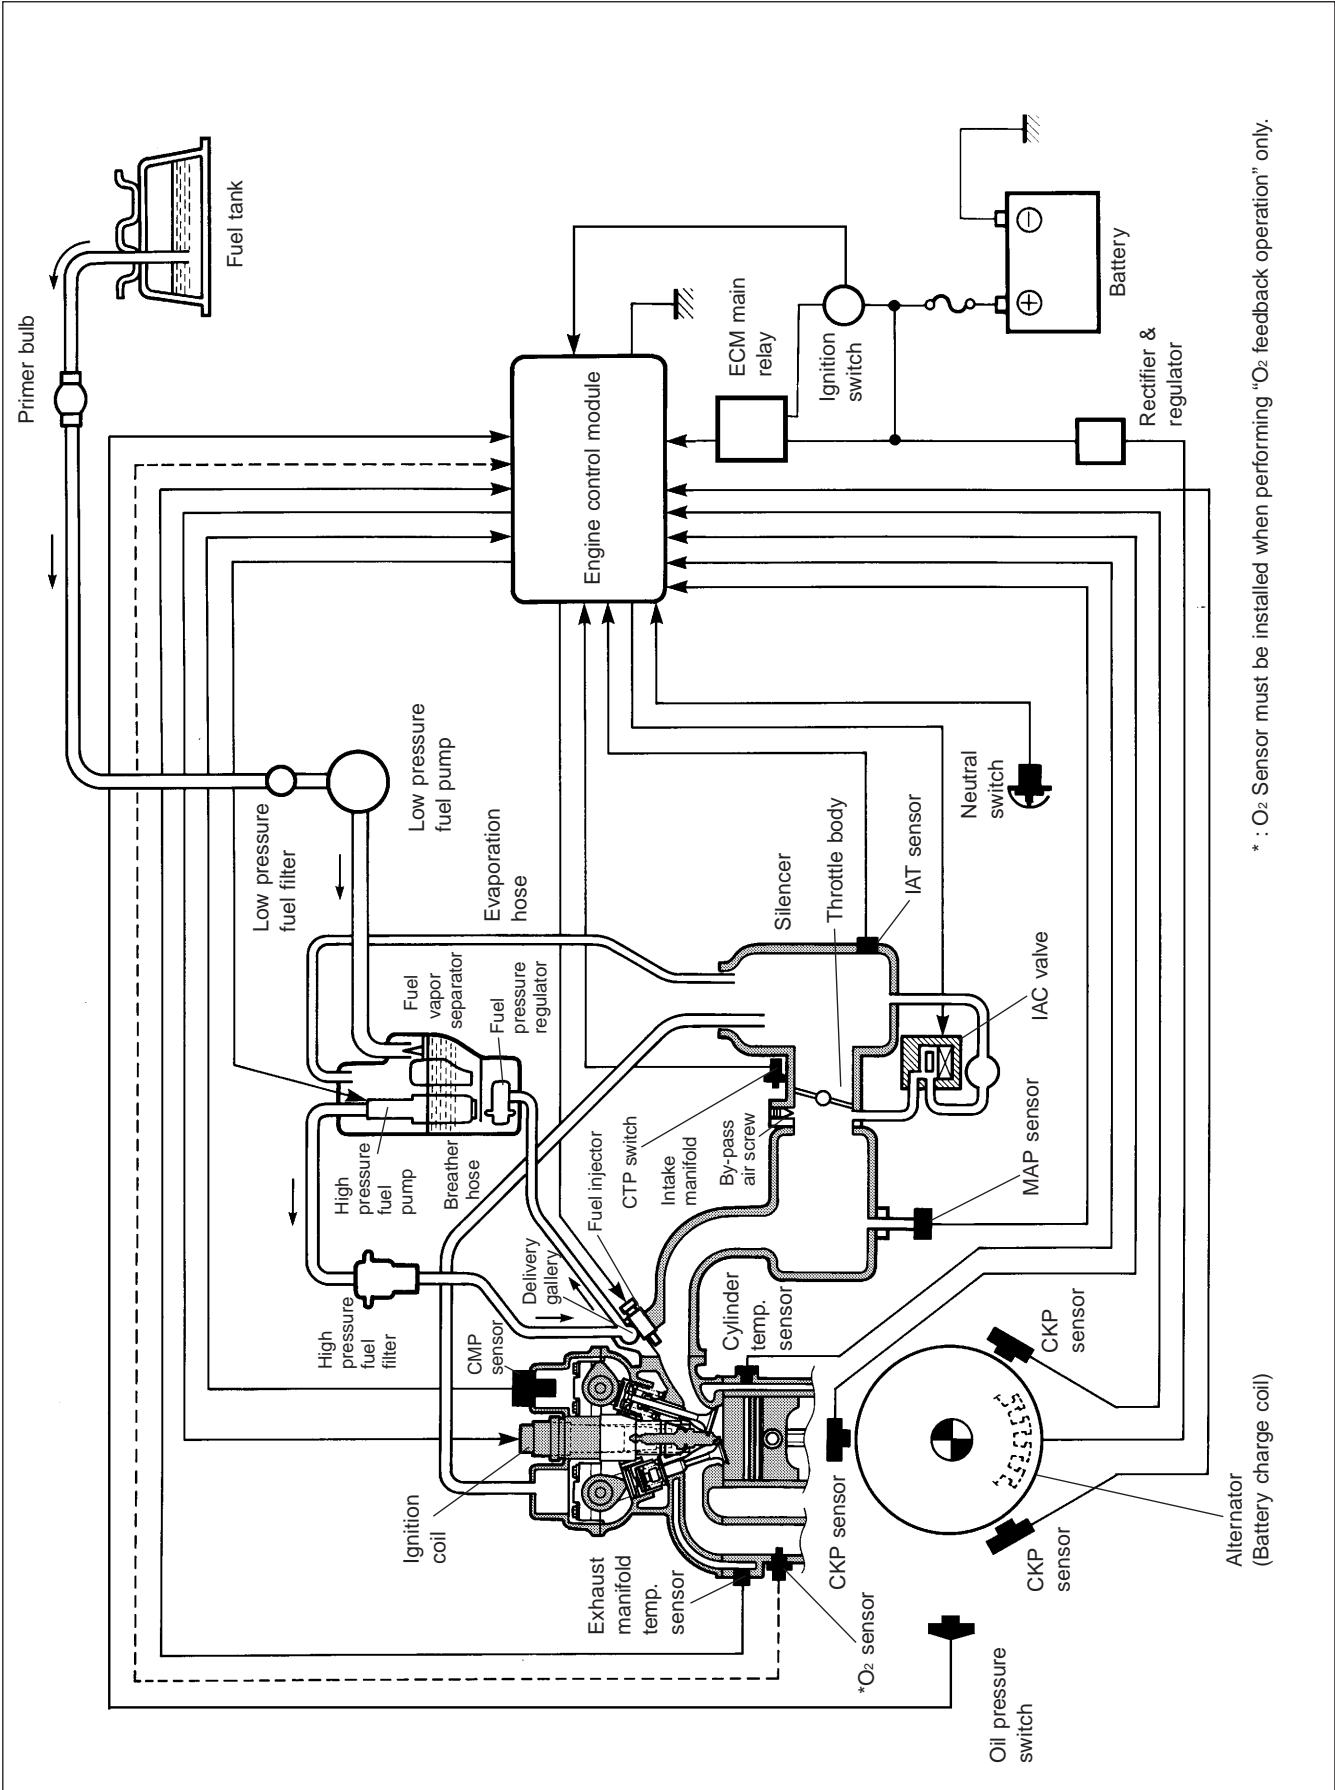 Primer bulb
Fuel tank
Low pressure
fuel filter
Low pressure
fuel pump
Evaporation
hose
Fuel
vapor
separator
Fuel
pressure
regulator
High
pressure
fuel
pump
Breather
hose
High
pressure
fuel
filter
CMP
sensor
Delivery
gallery
Fuel injector
CTP switch
Intake
manifold
By-pass
air screw
Silencer
Throttle body
IAT sensor
IAC valve
MAP sensor
Neutral
switch
Engine control module
ECM main
relay
Ignition
switch
Battery
Rectifier &
regulator
Ignition
coil
Exhaust
manifold
temp.
sensor
Cylinder
temp.
sensor
CKP sensor
CKP
sensor
CKP
sensor
*O2 sensor
Oil pressure
switch
Alternator
(Battery charge coil)
* : O2 Sensor must be installed when performing “O2 feedback operation” only.